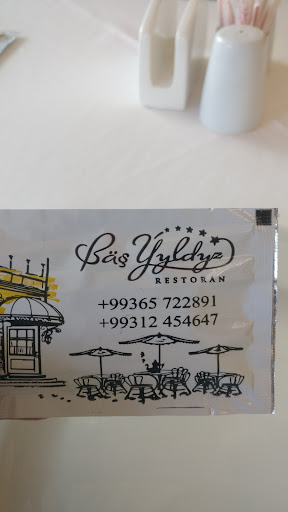 Bäş Ýyldyz
RESTORAN
+99365 722891
+99312 454647